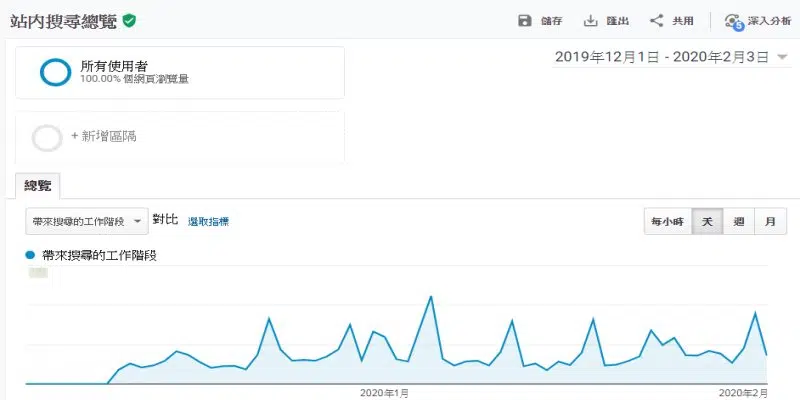 站內搜尋總覽
儲存 匯出 共用 5 深入分析
所有使用者
100.00% 個網頁瀏覽量
2019年12月1日 - 2020年2月3日
+ 新增區隔
總覽
帶來搜尋的工作階段 對比 選取指標
每小時 天 週 月
帶來搜尋的工作階段
2020年1月 2020年2月